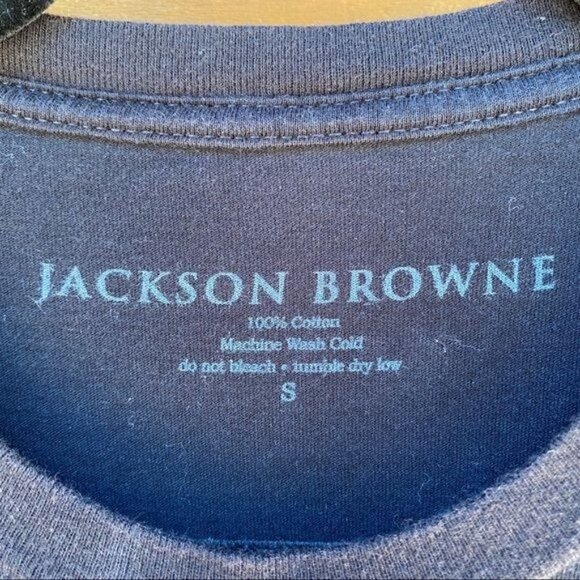 JACKSON BROWNE
100% Cotton
Machine Wash Cold
do not bleach • tumble dry low
S